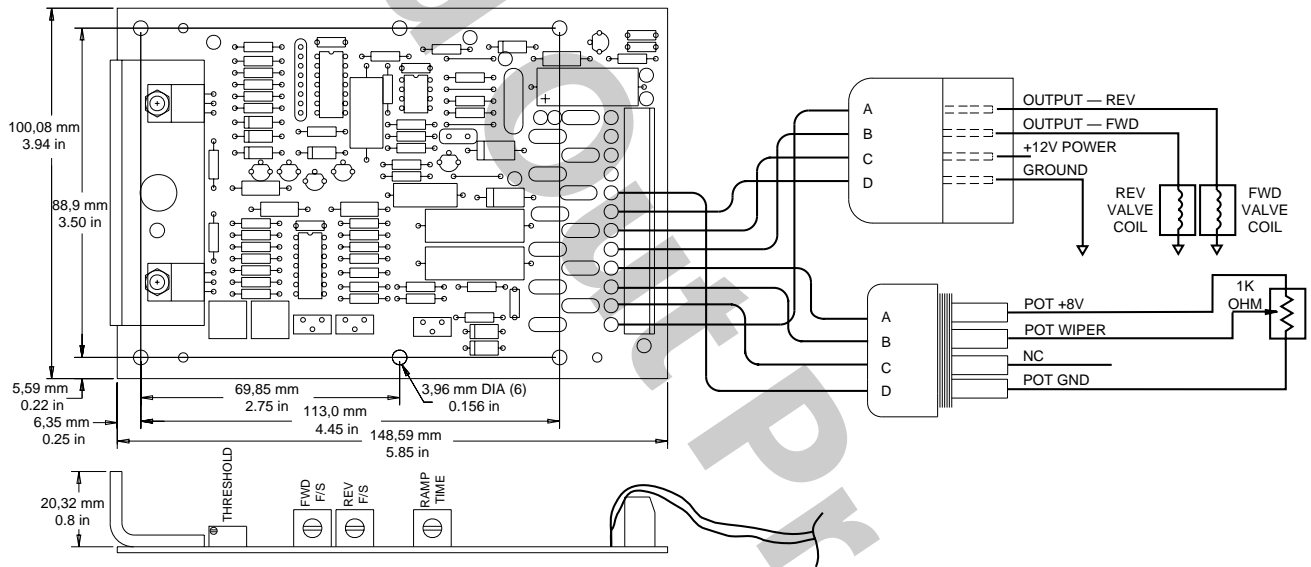 100,08 mm
3.94 in
88,9 mm
3.50 in
5,59 mm
0.22 in
6,35 mm
0.25 in
69,85 mm
2.75 in
113,0 mm
4.45 in
148,59 mm
5.85 in
3,96 mm DIA (6)
0.156 in
+
A
B
C
D
OUTPUT — REV
OUTPUT — FWD
+12V POWER
GROUND
REV
VALVE
COIL
FWD
VALVE
COIL
A
B
C
D
POT +8V
POT WIPER
NC
POT GND
1K
OHM
20,32 mm
0.8 in
THRESHOLD
FWD
F/S
REV
F/S
RAMP
TIME
Out Pr